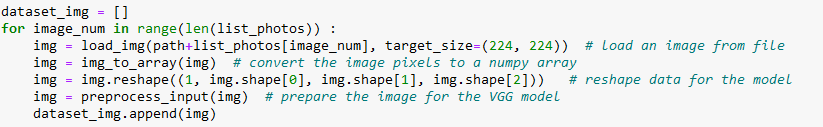 dataset_img = []
for image_num in range(len(list_photos)) :
    img = load_img(path+list_photos[image_num], target_size=(224, 224))  # load an image from file
    img = img_to_array(img)  # convert the image pixels to a numpy array
    img = img.reshape((1, img.shape[0], img.shape[1], img.shape[2]))   # reshape data for the model
    img = preprocess_input(img)  # prepare the image for the VGG model
    dataset_img.append(img)